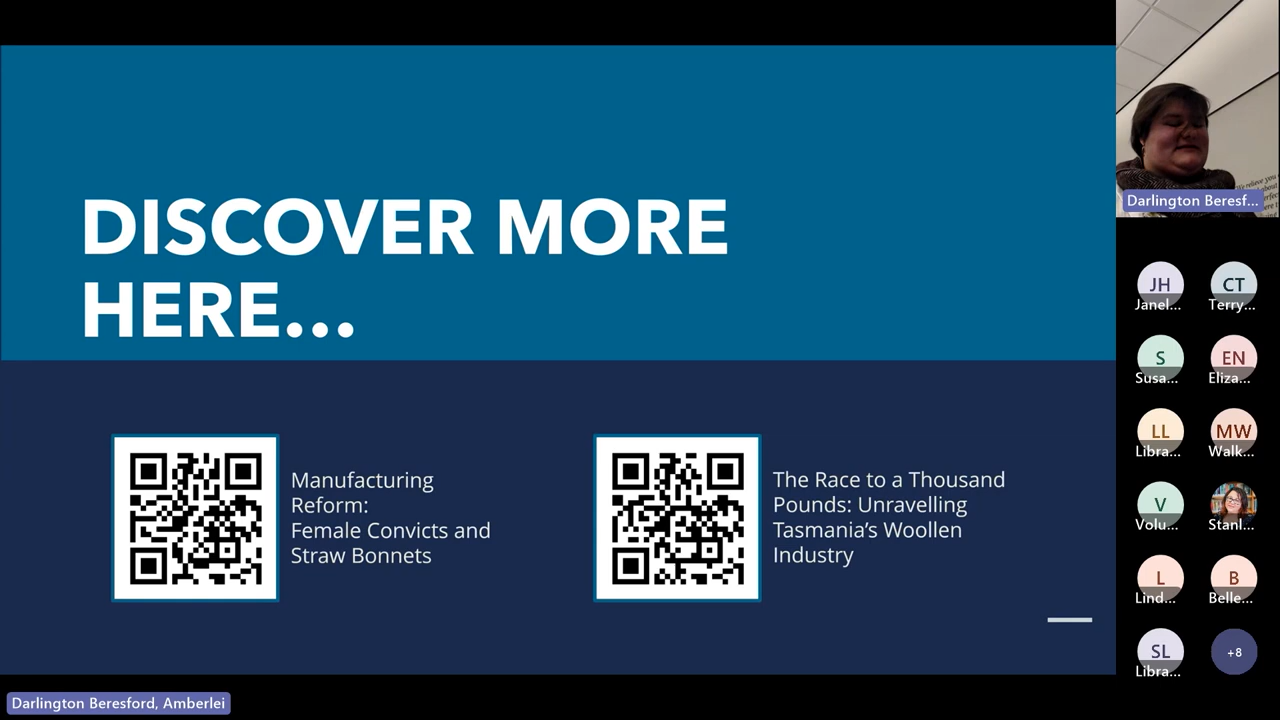 DISCOVER MORE
HERE...
Manufacturing
Reform:
Female Convicts and
Straw Bonnets
The Race to a Thousand
Pounds: Unravelling
Tasmania’s Woollen
Industry
Darlington Beresf...
JH
Janel...
CT
Terry...
S
Susa...
EN
Eliza...
LL
Libra...
MW
Walk...
V
Volu...
Stanl...
L
Lind...
B
Belle...
SL
Libra...
+8
Darlington Beresford, Amberlei